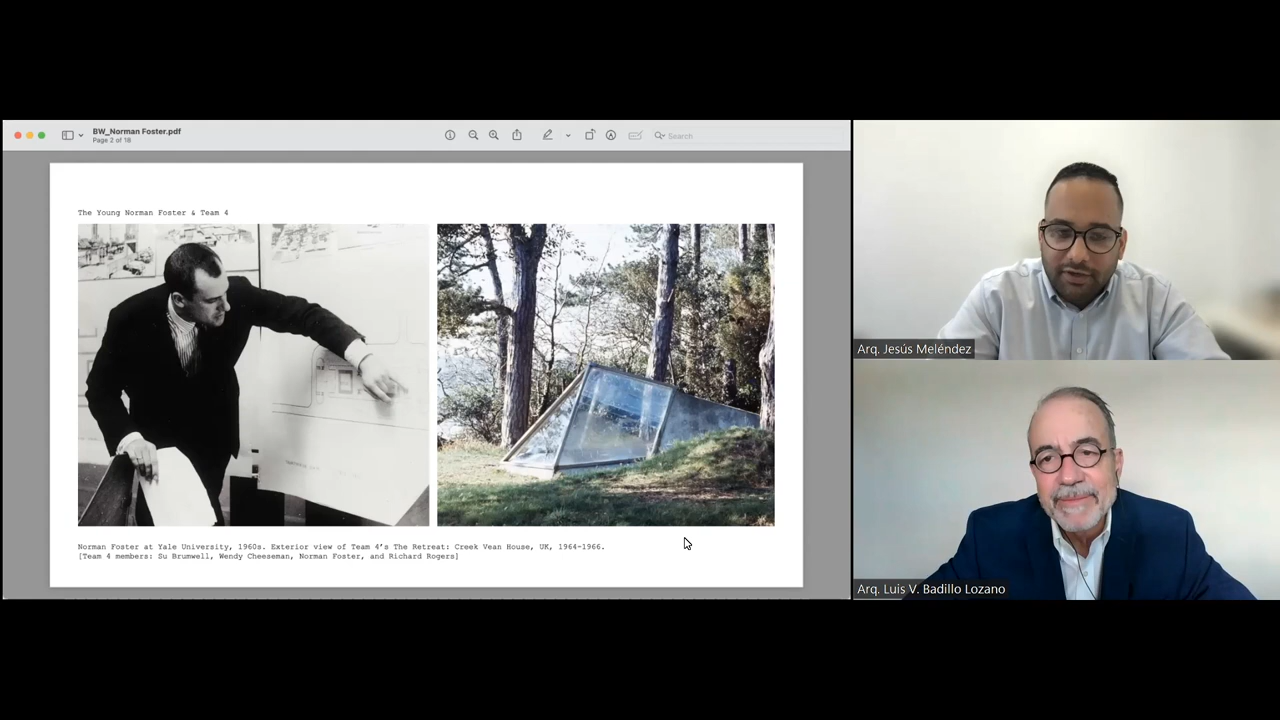 BW_Norman Foster.pdf
Page 2 of 18
Search
The Young Norman Foster & Team 4
Norman Foster at Yale University, 1960s. Exterior view of Team 4's The Retreat: Creek Vean House, UK, 1964-1966.
[Team 4 members: Su Brumwell, Wendy Cheeseman, Norman Foster, and Richard Rogers]
Arq. Jesús Meléndez
Arq. Luis V. Badillo Lozano